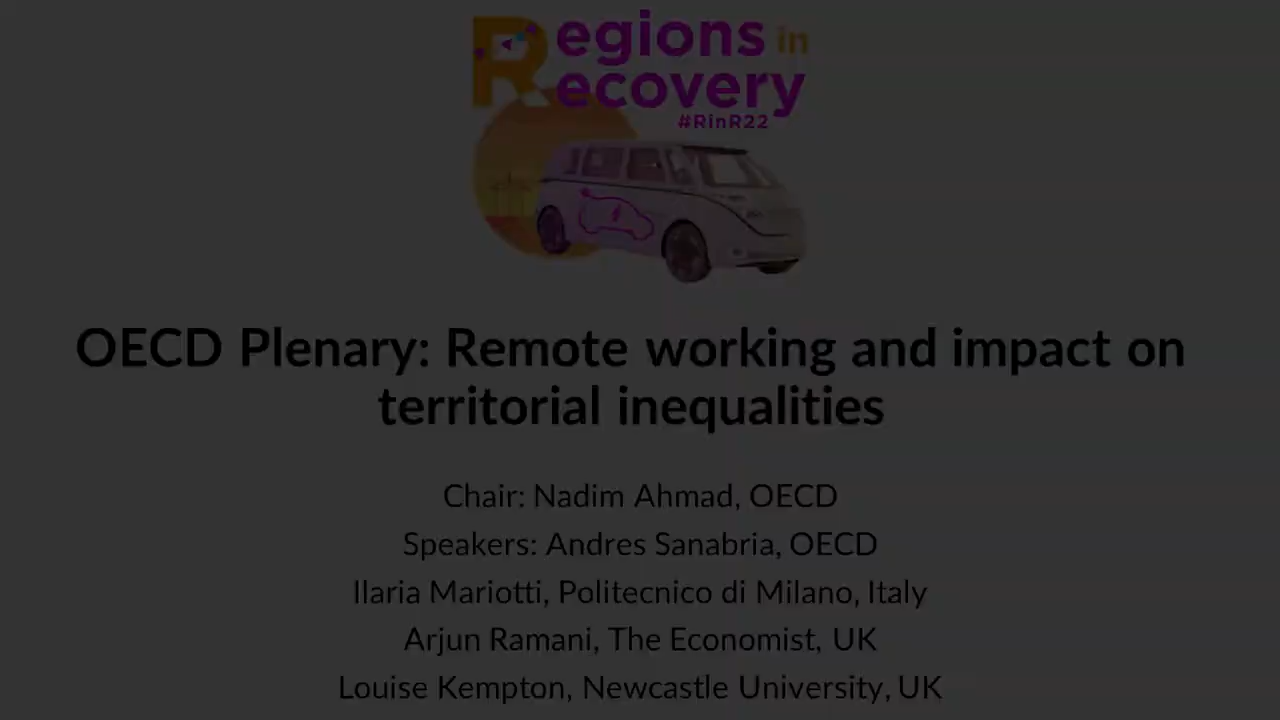 Regions in
Recovery
#RinR22
OECD Plenary: Remote working and impact on
territorial inequalities
Chair: Nadim Ahmad, OECD
Speakers: Andres Sanabria, OECD
Ilaria Mariotti, Politecnico di Milano, Italy
Arjun Ramani, The Economist, UK
Louise Kempton, Newcastle University, UK